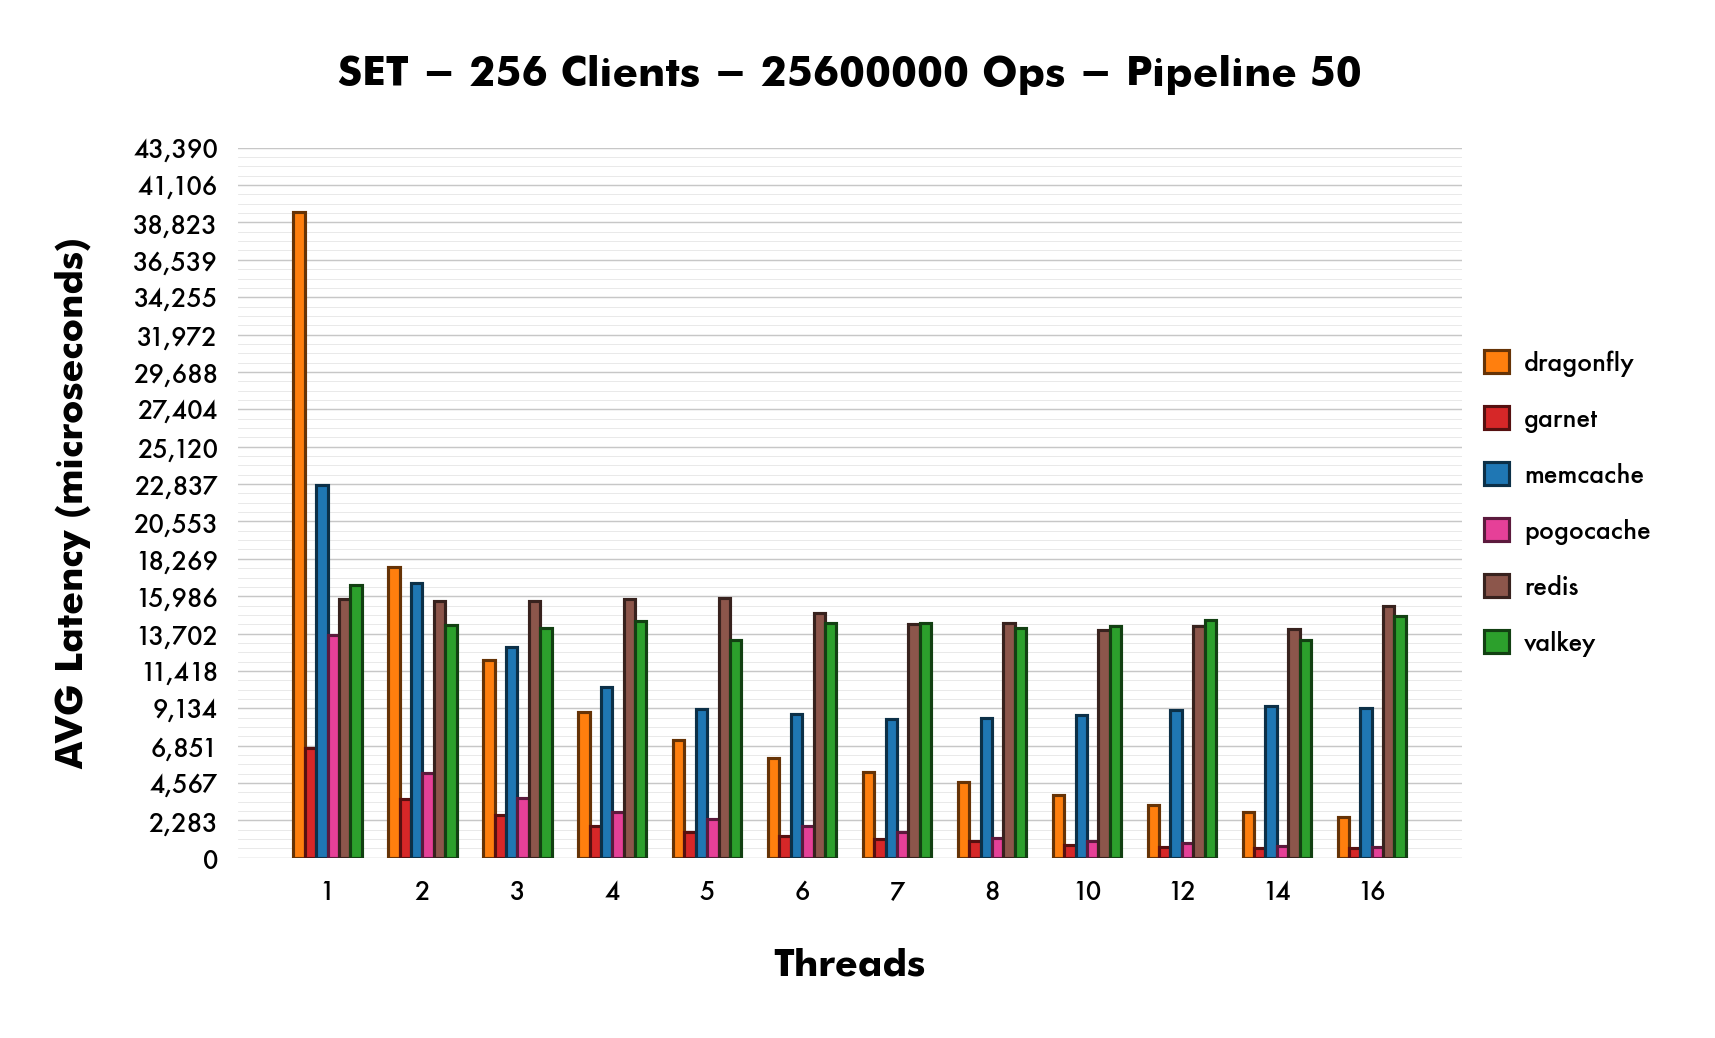 SET – 256 Clients – 25600000 Ops – Pipeline 50
AVG Latency (microseconds)
43,390
41,106
38,823
36,539
34,255
31,972
29,688
27,404
25,120
22,837
20,553
18,269
15,986
13,702
11,418
9,134
6,851
4,567
2,283
0
1 2 3 4 5 6 7 8 10 12 14 16
Threads
dragonfly
garnet
memcache
pogocache
redis
valkey